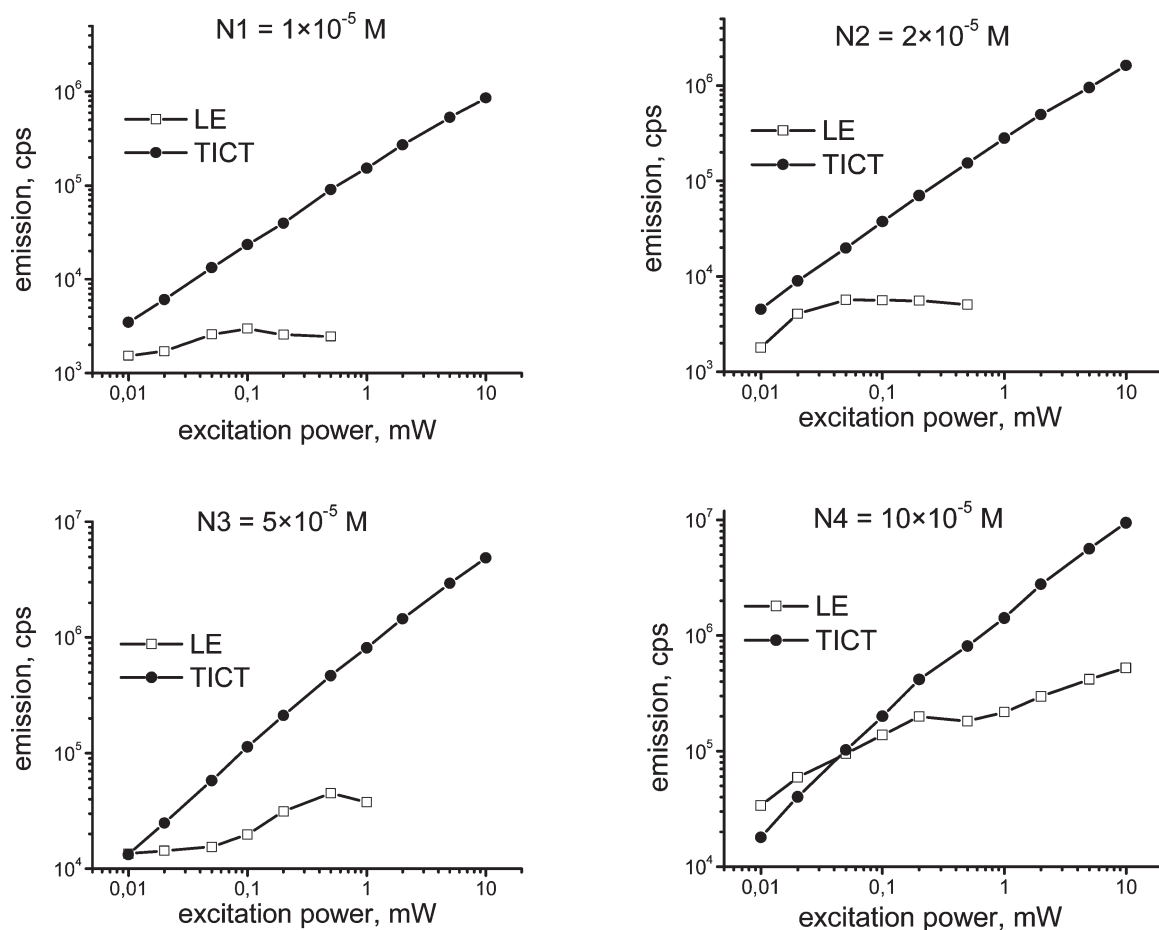 N1 = 1×10⁻⁵ M
emission, cps
10⁶
10⁵
10⁴
10³
LE
TICT
0,01 0,1 1 10
excitation power, mW
N2 = 2×10⁻⁵ M
emission, cps
10⁶
10⁵
10⁴
10³
LE
TICT
0,01 0,1 1 10
excitation power, mW
N3 = 5×10⁻⁵ M
emission, cps
10⁷
10⁶
10⁵
10⁴
LE
TICT
0,01 0,1 1 10
excitation power, mW
N4 = 10×10⁻⁵ M
emission, cps
10⁷
10⁶
10⁵
10⁴
LE
TICT
0,01 0,1 1 10
excitation power, mW